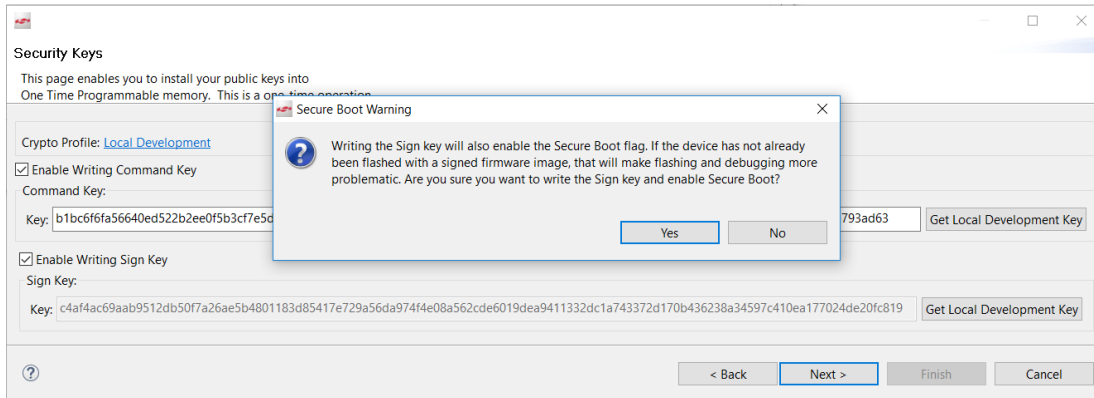 Security Keys
This page enables you to install your public keys into
One Time Programmable memory. This is a one-time operation
Secure Boot Warning
Writing the Sign key will also enable the Secure Boot flag. If the device has not already
been flashed with a signed firmware image, that will make flashing and debugging more
problematic. Are you sure you want to write the Sign key and enable Secure Boot?
Yes
No
Crypto Profile: Local Development
Enable Writing Command Key
Command Key:
Key: b1bc6f6fa56640ed522b2ee0f5b3cf7e5d
793ad63
Get Local Development Key
Enable Writing Sign Key
Sign Key:
Key: c4af4ac69aab9512db50f7a26ae5b4801183d85417e729a56da974f4e08a562cde6019dea9411332dc1a743372d170b436238a34597c410ea177024de20fc819
Get Local Development Key
?
< Back
Next >
Finish
Cancel